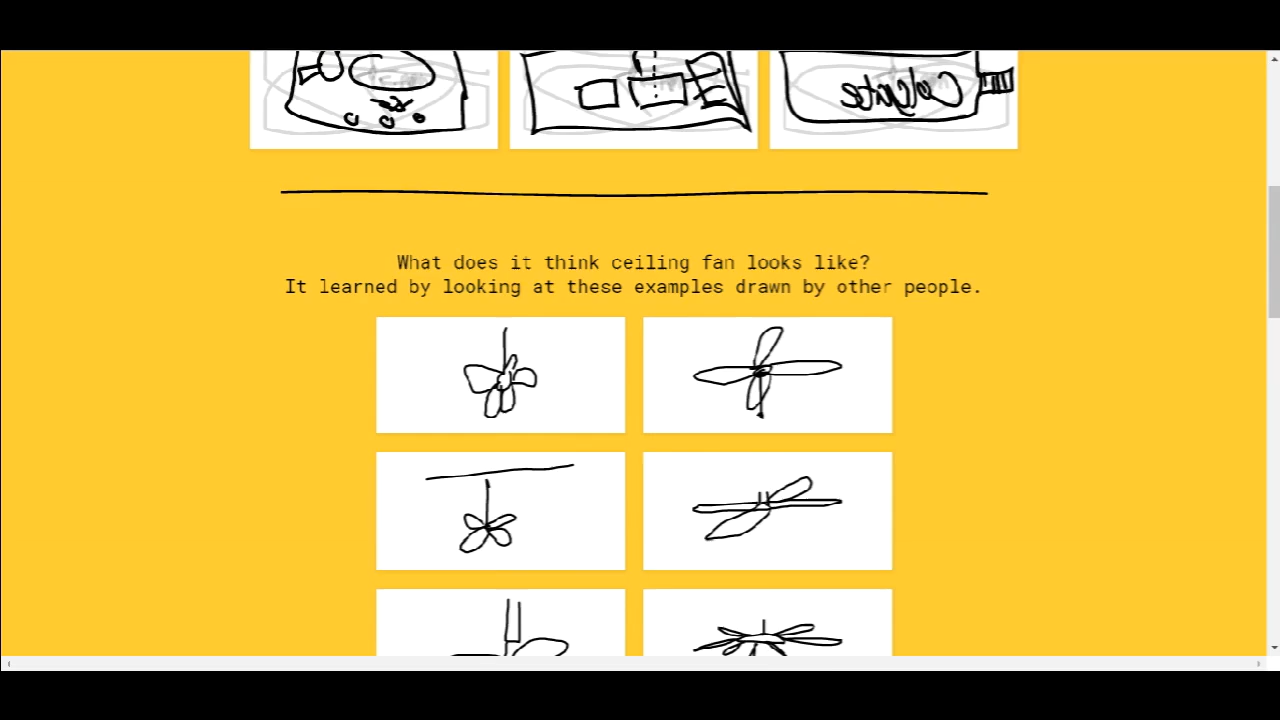 Colgate
What does it think ceiling fan looks like?
It learned by looking at these examples drawn by other people.